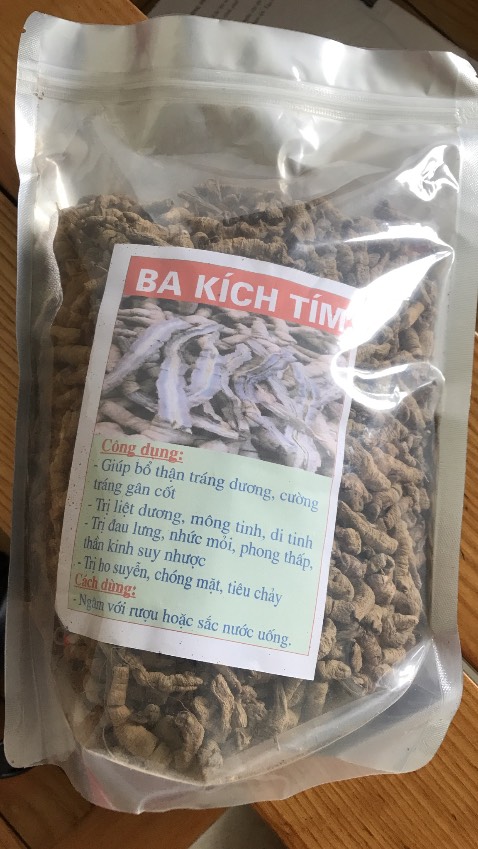 BA KÍCH TÍM
Công dụng:
- Giúp bổ thận tráng dương, cường
tráng gân cốt
- Trị liệt dương, mông tinh, di tinh
- Trị đau lưng, nhức mỏi, phong thấp,
thần kinh suy nhược
- Trị ho suyễn, chóng mặt, tiêu chảy
Cách dừng:
- Ngâm với rượu hoặc sắc nước uống.